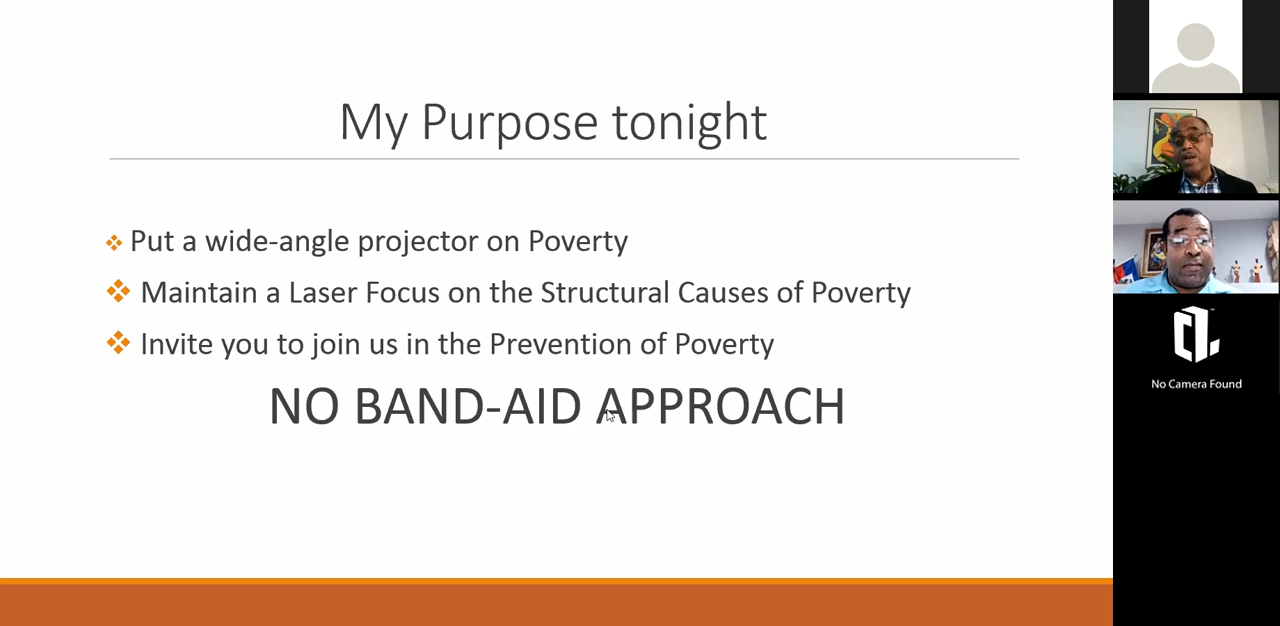 My Purpose tonight
Put a wide-angle projector on Poverty
Maintain a Laser Focus on the Structural Causes of Poverty
Invite you to join us in the Prevention of Poverty
NO BAND-AID APPROACH
No Camera Found